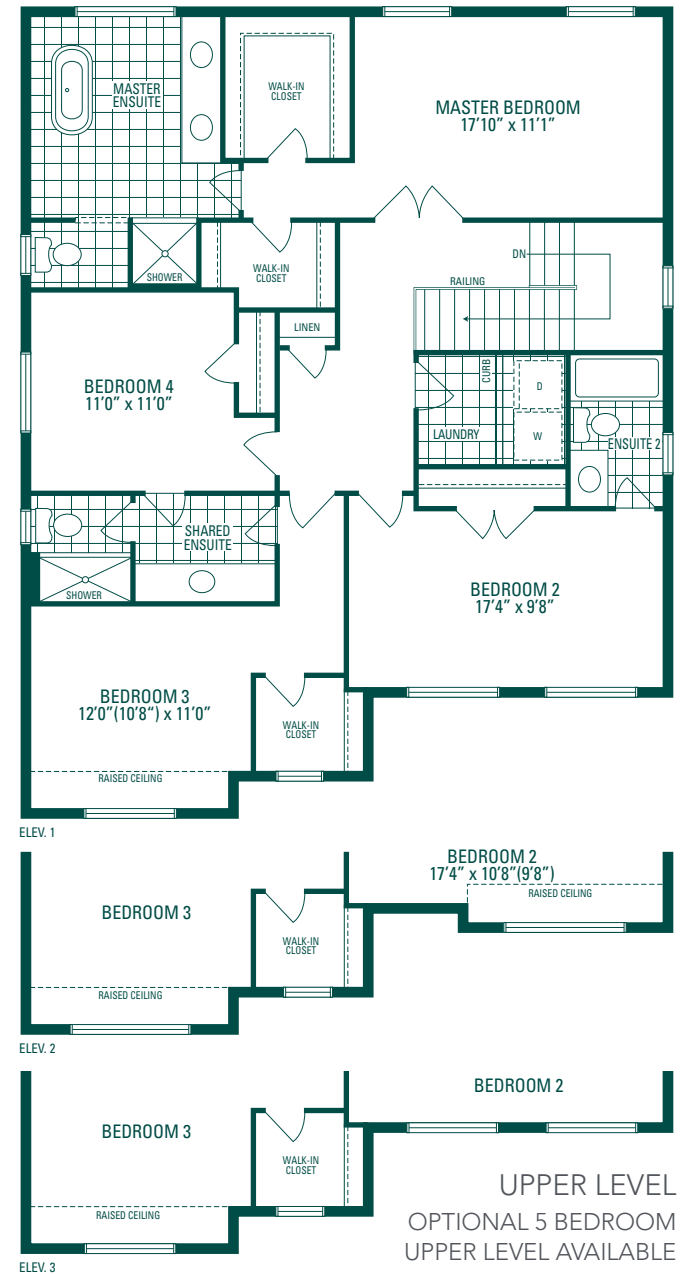 MASTER
ENSUITE
WALK-IN
CLOSET
MASTER BEDROOM
17'10" x 11'1"
SHOWER
WALK-IN
CLOSET
DN
RAILING
LINEN
BEDROOM 4
11'0" x 11'0"
CURB
D
W
LAUNDRY
ENSUITE 2
SHARED
ENSUITE
SHOWER
BEDROOM 2
17'4" x 9'8"
BEDROOM 3
12'0"(10'8") x 11'0"
WALK-IN
CLOSET
RAISED CEILING
ELEV. 1
BEDROOM 2
17'4" x 10'8"(9'8")
RAISED CEILING
BEDROOM 3
WALK-IN
CLOSET
RAISED CEILING
ELEV. 2
BEDROOM 2
BEDROOM 3
WALK-IN
CLOSET
RAISED CEILING
ELEV. 3
UPPER LEVEL
OPTIONAL 5 BEDROOM
UPPER LEVEL AVAILABLE